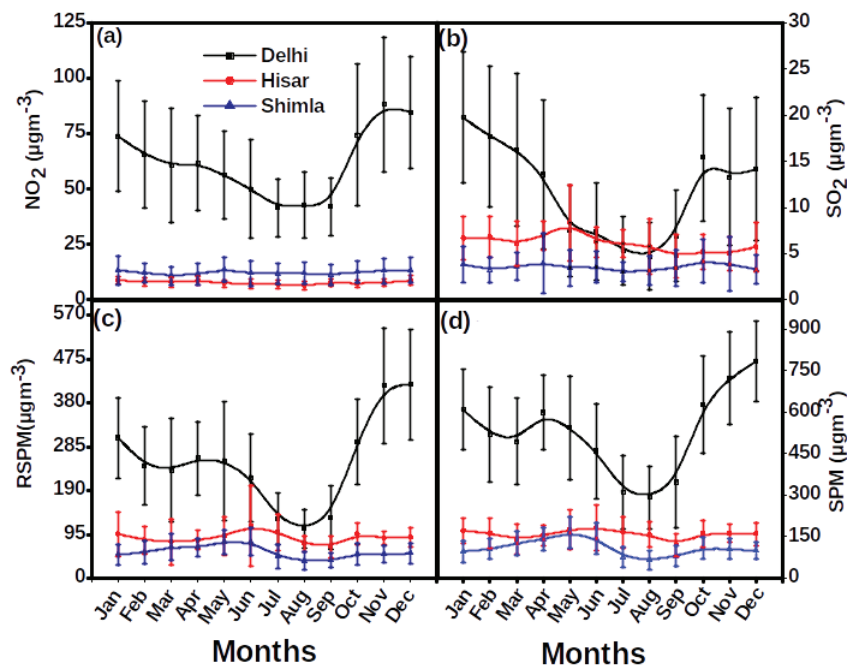 (a)
Delhi
Hisar
Shimla
NO2 (μgm-3)
125
100
75
50
25
0
(b)
30
25
20
15
10
5
0
SO2 (μgm-3)
(c)
RSPM(μgm-3)
570
475
380
285
190
95
0
(d)
900
750
600
450
300
150
0
SPM (μgm-3)
Jan Feb Mar Apr May Jun Jul Aug Sep Oct Nov Dec
Jan Feb Mar Apr May Jun Jul Aug Sep Oct Nov Dec
Months
Months